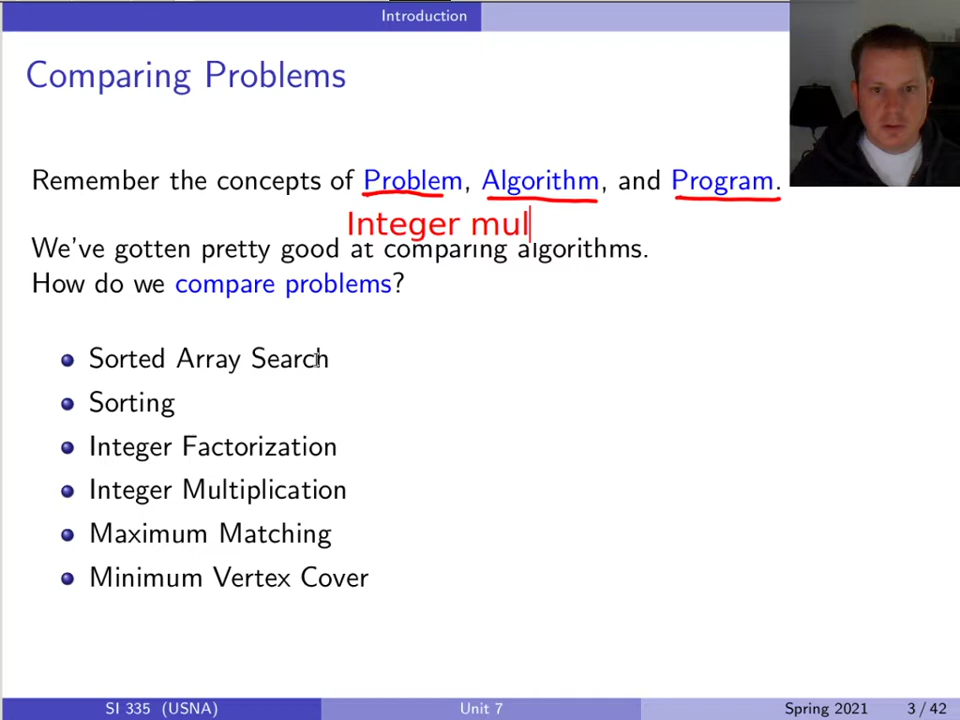 Introduction
Comparing Problems
Remember the concepts of Problem, Algorithm, and Program.
Integer mul
We've gotten pretty good at comparing algorithms.
How do we compare problems?
Sorted Array Search
Sorting
Integer Factorization
Integer Multiplication
Maximum Matching
Minimum Vertex Cover
SI 335 (USNA) Unit 7 Spring 2021 3 / 42